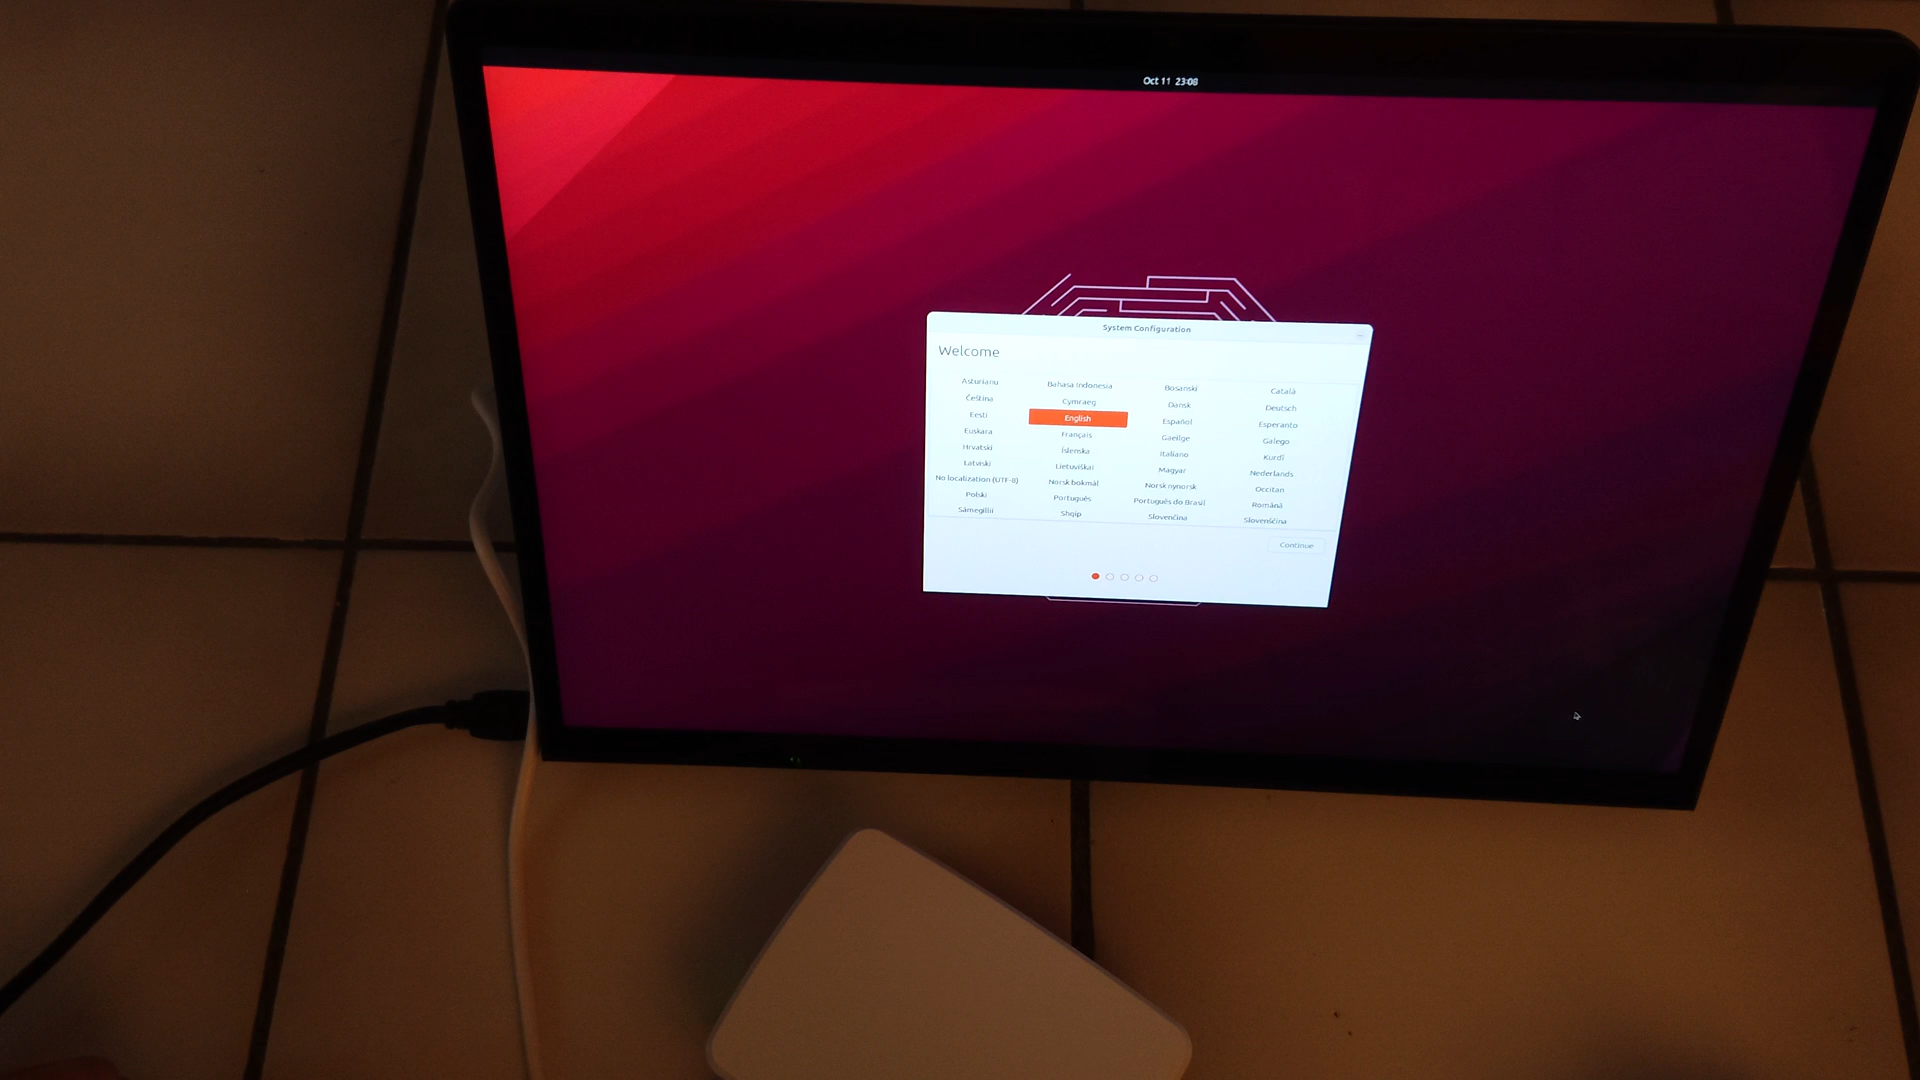 Oct 11 23:08
System Configuration
Welcome
Asturianu Bahasa Indonesia Bosanski Català
Čeština Cymraeg Dansk Deutsch
Eesti English Español Esperanto
Euskara Français Gaeilge Galego
Hrvatski Íslenska Italiano Kurdî
Latviski Lietuviškai Magyar Nederlands
No localization (UTF-8) Norsk bokmål Norsk nynorsk Occitan
Polski Português Português do Brasil Română
Sámegillii Shqip Slovenčina Slovenščina
Continue